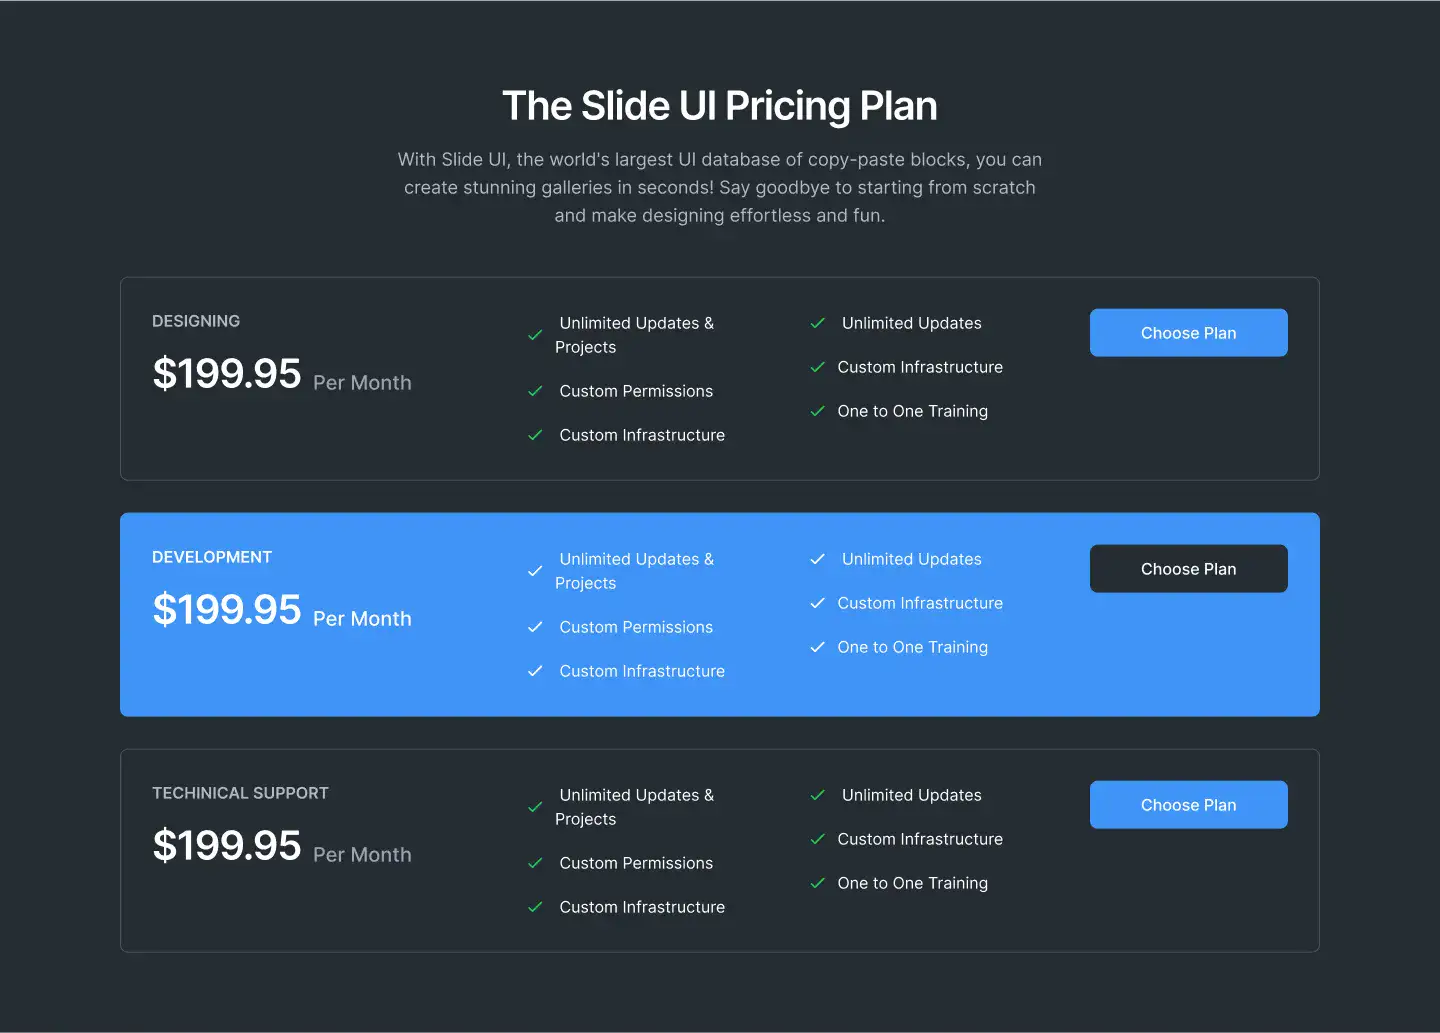 The Slide UI Pricing Plan
With Slide UI, the world's largest UI database of copy-paste blocks, you can
create stunning galleries in seconds! Say goodbye to starting from scratch
and make designing effortless and fun.
DESIGNING
$199.95 Per Month
Unlimited Updates &
Projects
Custom Permissions
Custom Infrastructure
Unlimited Updates
Custom Infrastructure
One to One Training
Choose Plan
DEVELOPMENT
$199.95 Per Month
Unlimited Updates &
Projects
Custom Permissions
Custom Infrastructure
Unlimited Updates
Custom Infrastructure
One to One Training
Choose Plan
TECHINICAL SUPPORT
$199.95 Per Month
Unlimited Updates &
Projects
Custom Permissions
Custom Infrastructure
Unlimited Updates
Custom Infrastructure
One to One Training
Choose Plan